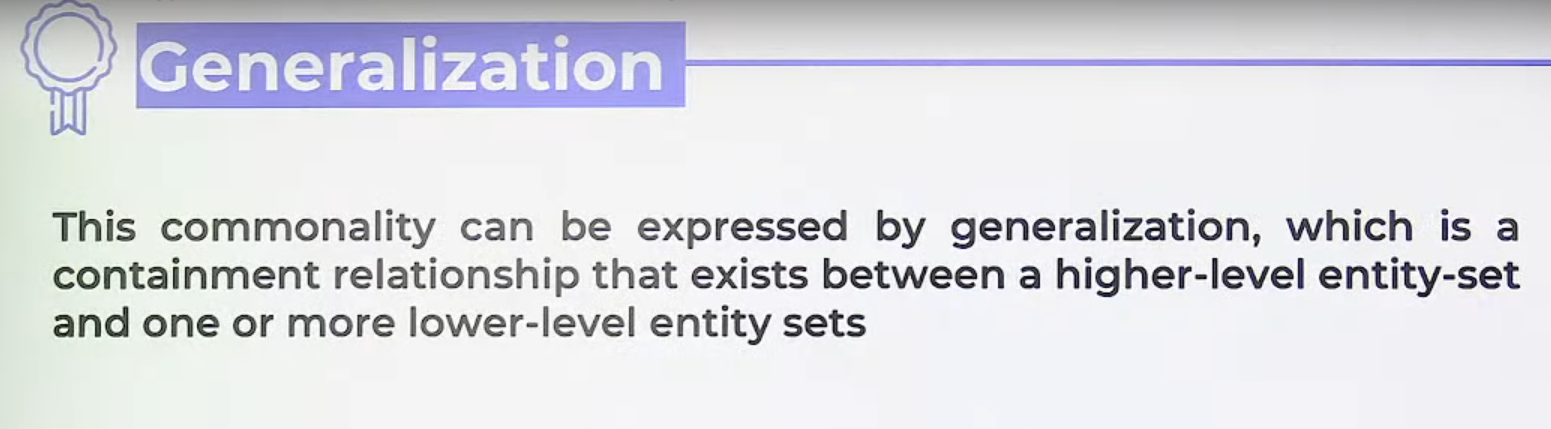 Generalization
This commonality can be expressed by generalization, which is a
containment relationship that exists between a higher-level entity-set
and one or more lower-level entity sets